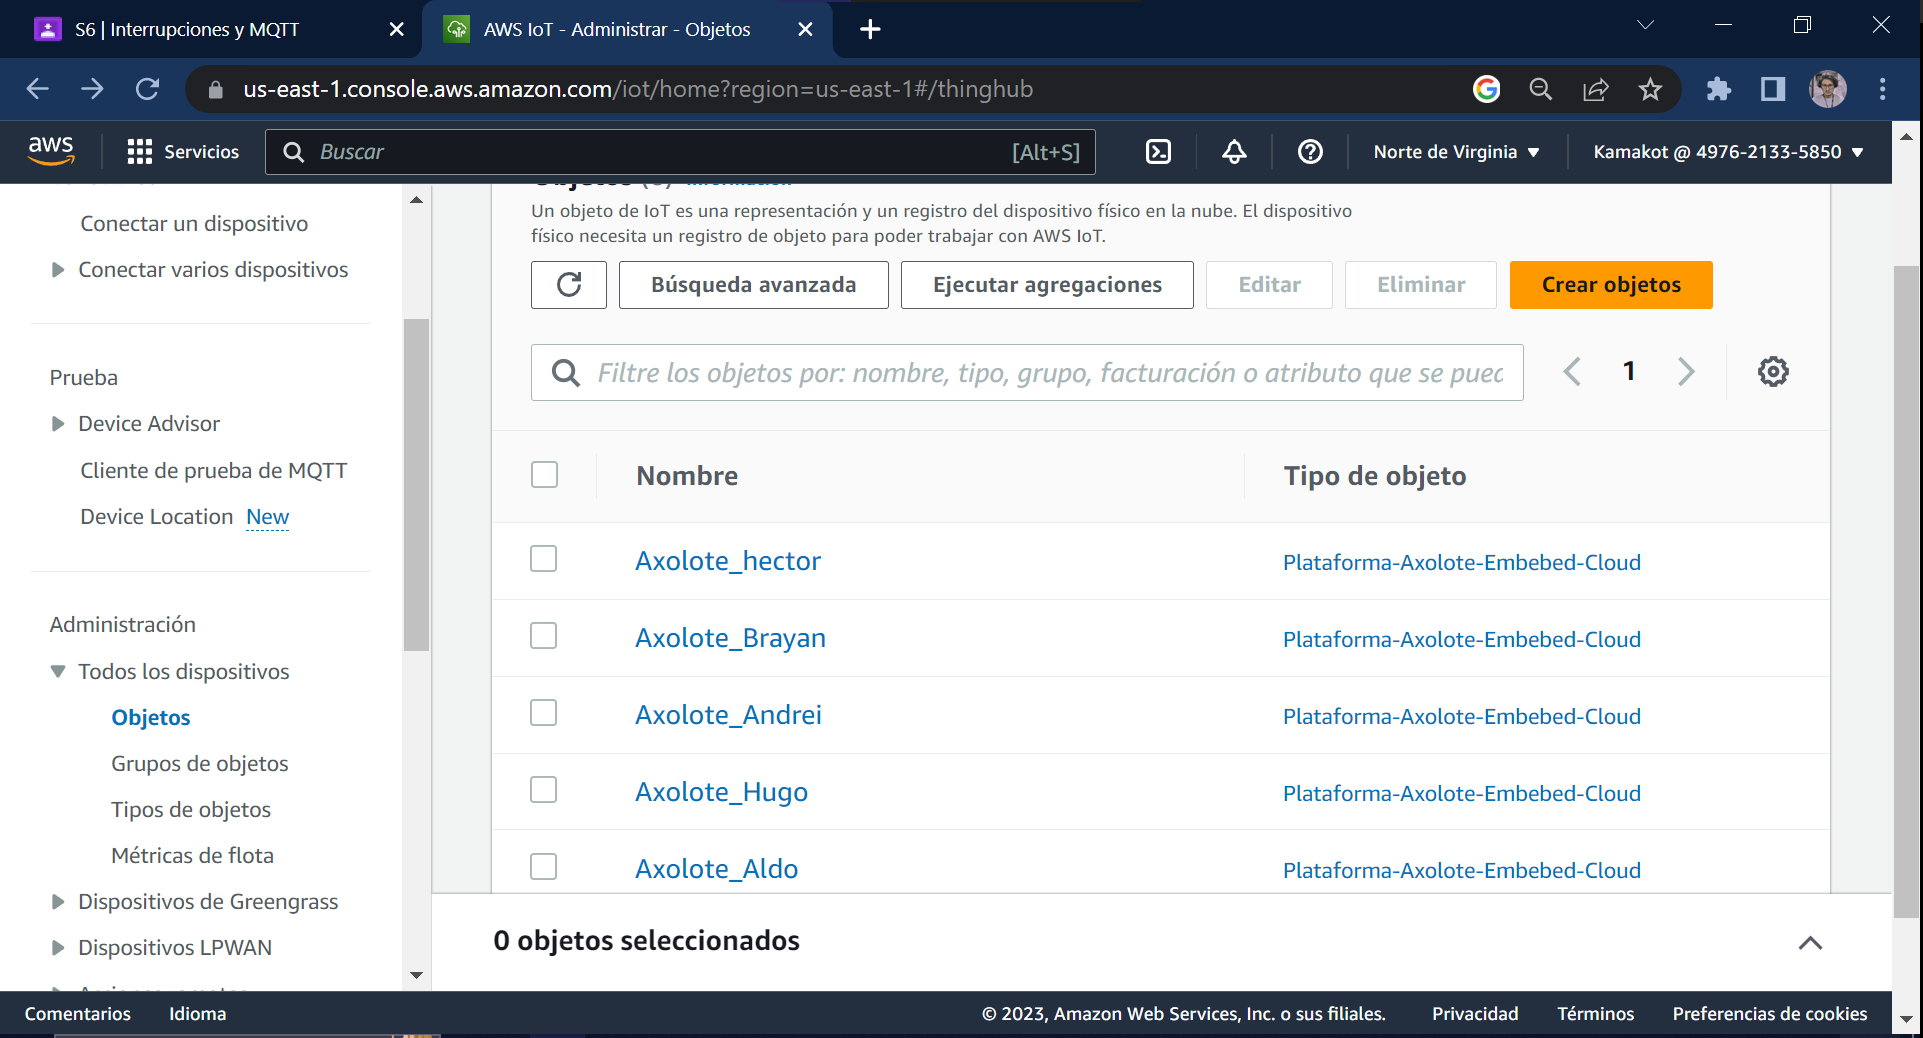 S6 | Interrupciones y MQTT
AWS IoT - Administrar - Objetos
us-east-1.console.aws.amazon.com/iot/home?region=us-east-1#/thinghub
aws
Servicios
Buscar
[Alt+S]
Norte de Virginia
Kamakot @ 4976-2133-5850
Conectar un dispositivo
Conectar varios dispositivos
Prueba
Device Advisor
Cliente de prueba de MQTT
Device Location New
Administración
Todos los dispositivos
Objetos
Grupos de objetos
Tipos de objetos
Métricas de flota
Dispositivos de Greengrass
Dispositivos LPWAN
Objetos
Información
Un objeto de IoT es una representación y un registro del dispositivo físico en la nube. El dispositivo
físico necesita un registro de objeto para poder trabajar con AWS IoT.
Búsqueda avanzada
Ejecutar agregaciones
Editar
Eliminar
Crear objetos
Filtre los objetos por: nombre, tipo, grupo, facturación o atributo que se puec
1
Nombre
Tipo de objeto
Axolote_hector
Plataforma-Axolote-Embebed-Cloud
Axolote_Brayan
Plataforma-Axolote-Embebed-Cloud
Axolote_Andrei
Plataforma-Axolote-Embebed-Cloud
Axolote_Hugo
Plataforma-Axolote-Embebed-Cloud
Axolote_Aldo
Plataforma-Axolote-Embebed-Cloud
0 objetos seleccionados
Comentarios
Idioma
© 2023, Amazon Web Services, Inc. o sus filiales.
Privacidad
Términos
Preferencias de cookies